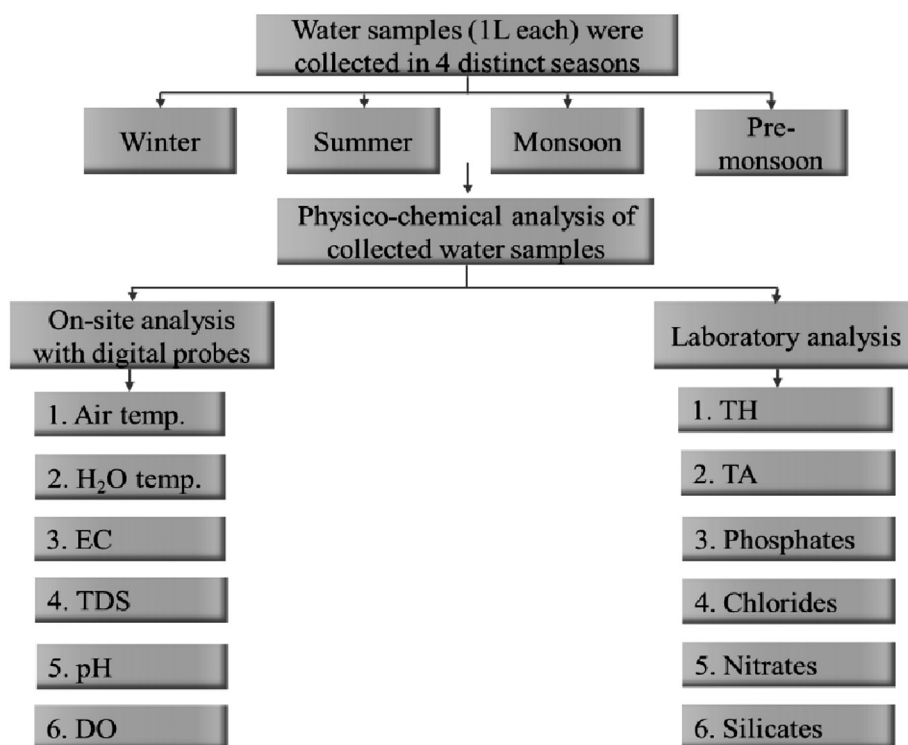 Water samples (1L each) were
collected in 4 distinct seasons
Winter
Summer
Monsoon
Pre-
monsoon
Physico-chemical analysis of
collected water samples
On-site analysis
with digital probes
1. Air temp.
2. H₂O temp.
3. EC
4. TDS
5. pH
6. DO
Laboratory analysis
1. TH
2. TA
3. Phosphates
4. Chlorides
5. Nitrates
6. Silicates